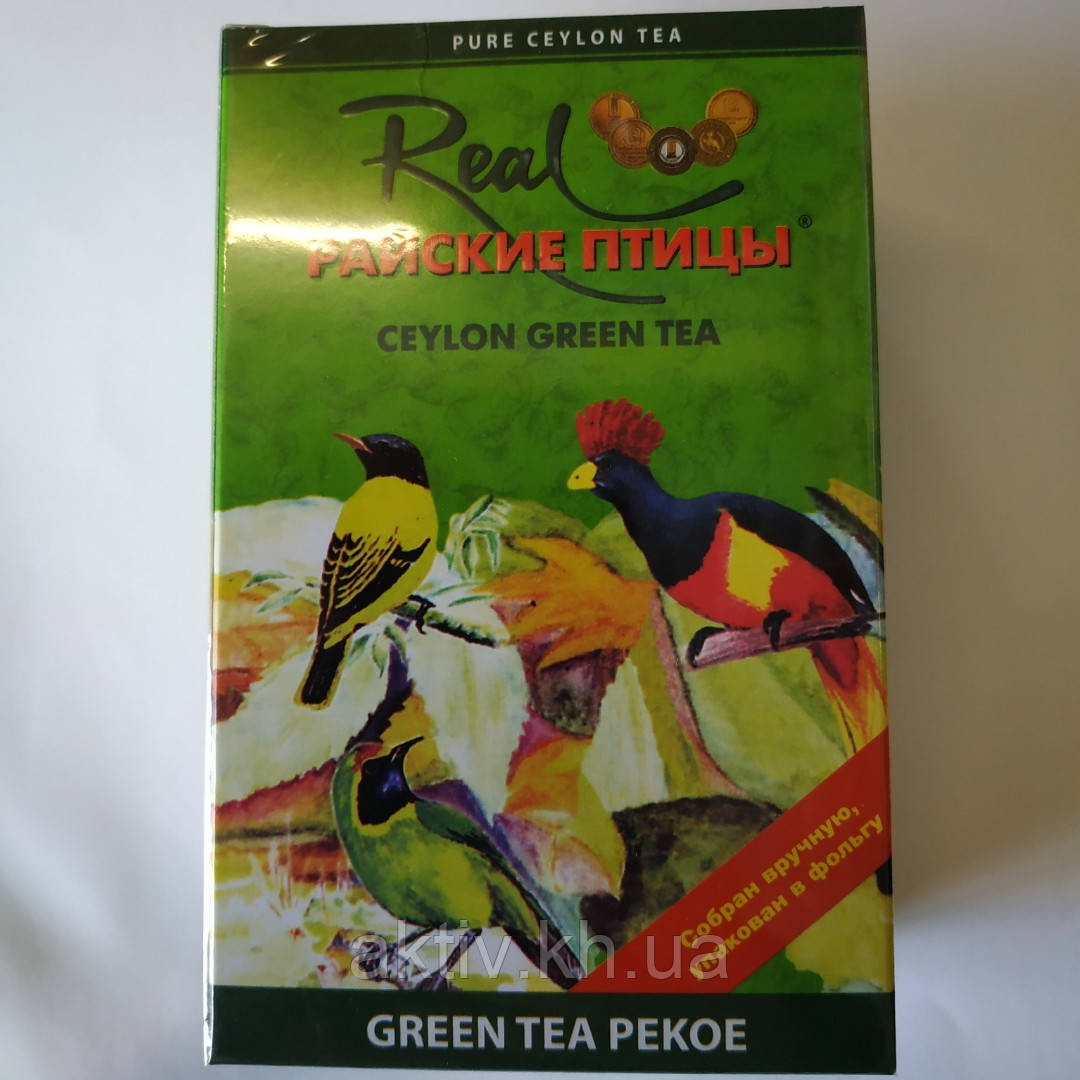 PURE CEYLON TEA
Real
РАЙСКИЕ ПТИЦЫ®
CEYLON GREEN TEA
Собран вручную,
упакован в фольгу
aktiv.kh.ua
GREEN TEA PEKOE